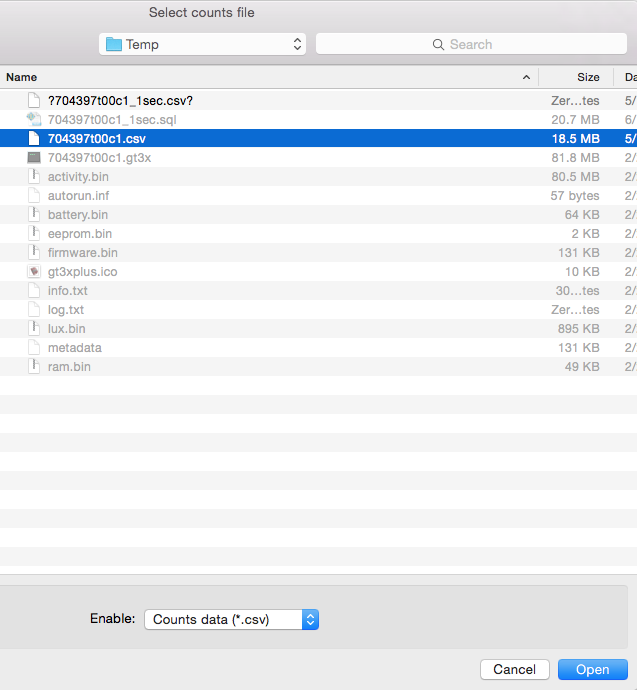 Select counts file
Temp Search
Name Size Da
?704397t00c1_1sec.csv? Zer...tes 5/
704397t00c1_1sec.sql 20.7 MB 6/
704397t00c1.csv 18.5 MB 5/
704397t00c1.gt3x 81.8 MB 2/
activity.bin 80.5 MB 2/
autorun.inf 57 bytes 2/
battery.bin 64 KB 2/
eeprom.bin 2 KB 2/
firmware.bin 131 KB 2/
gt3xplus.ico 10 KB 2/
info.txt 30...tes 2/
log.txt Zer...tes 2/
lux.bin 895 KB 2/
metadata 131 KB 2/
ram.bin 49 KB 2/
Enable: Counts data (*.csv)
Cancel Open